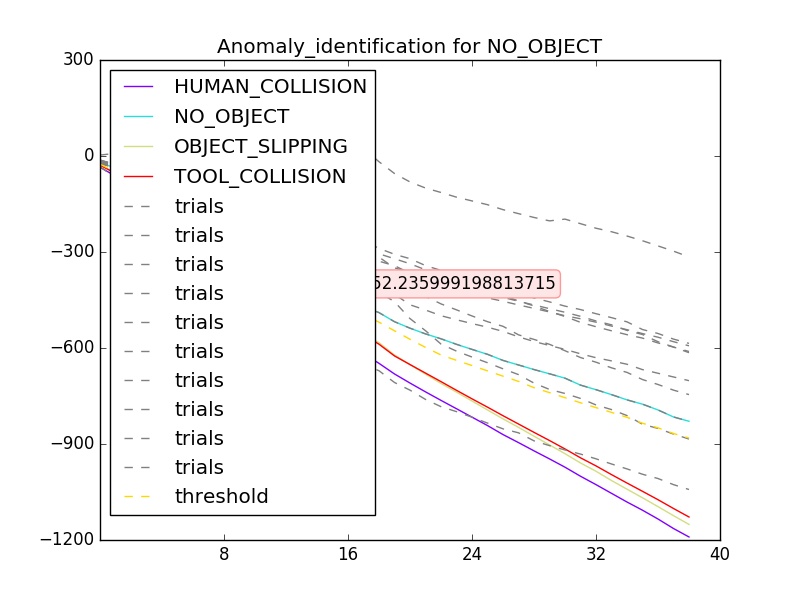 Anomaly_identification for NO_OBJECT
300
0
−300
−600
−900
−1200
HUMAN_COLLISION
NO_OBJECT
OBJECT_SLIPPING
TOOL_COLLISION
trials
trials
trials
trials
trials
trials
trials
trials
trials
trials
threshold
52.235999198813715
8
16
24
32
40